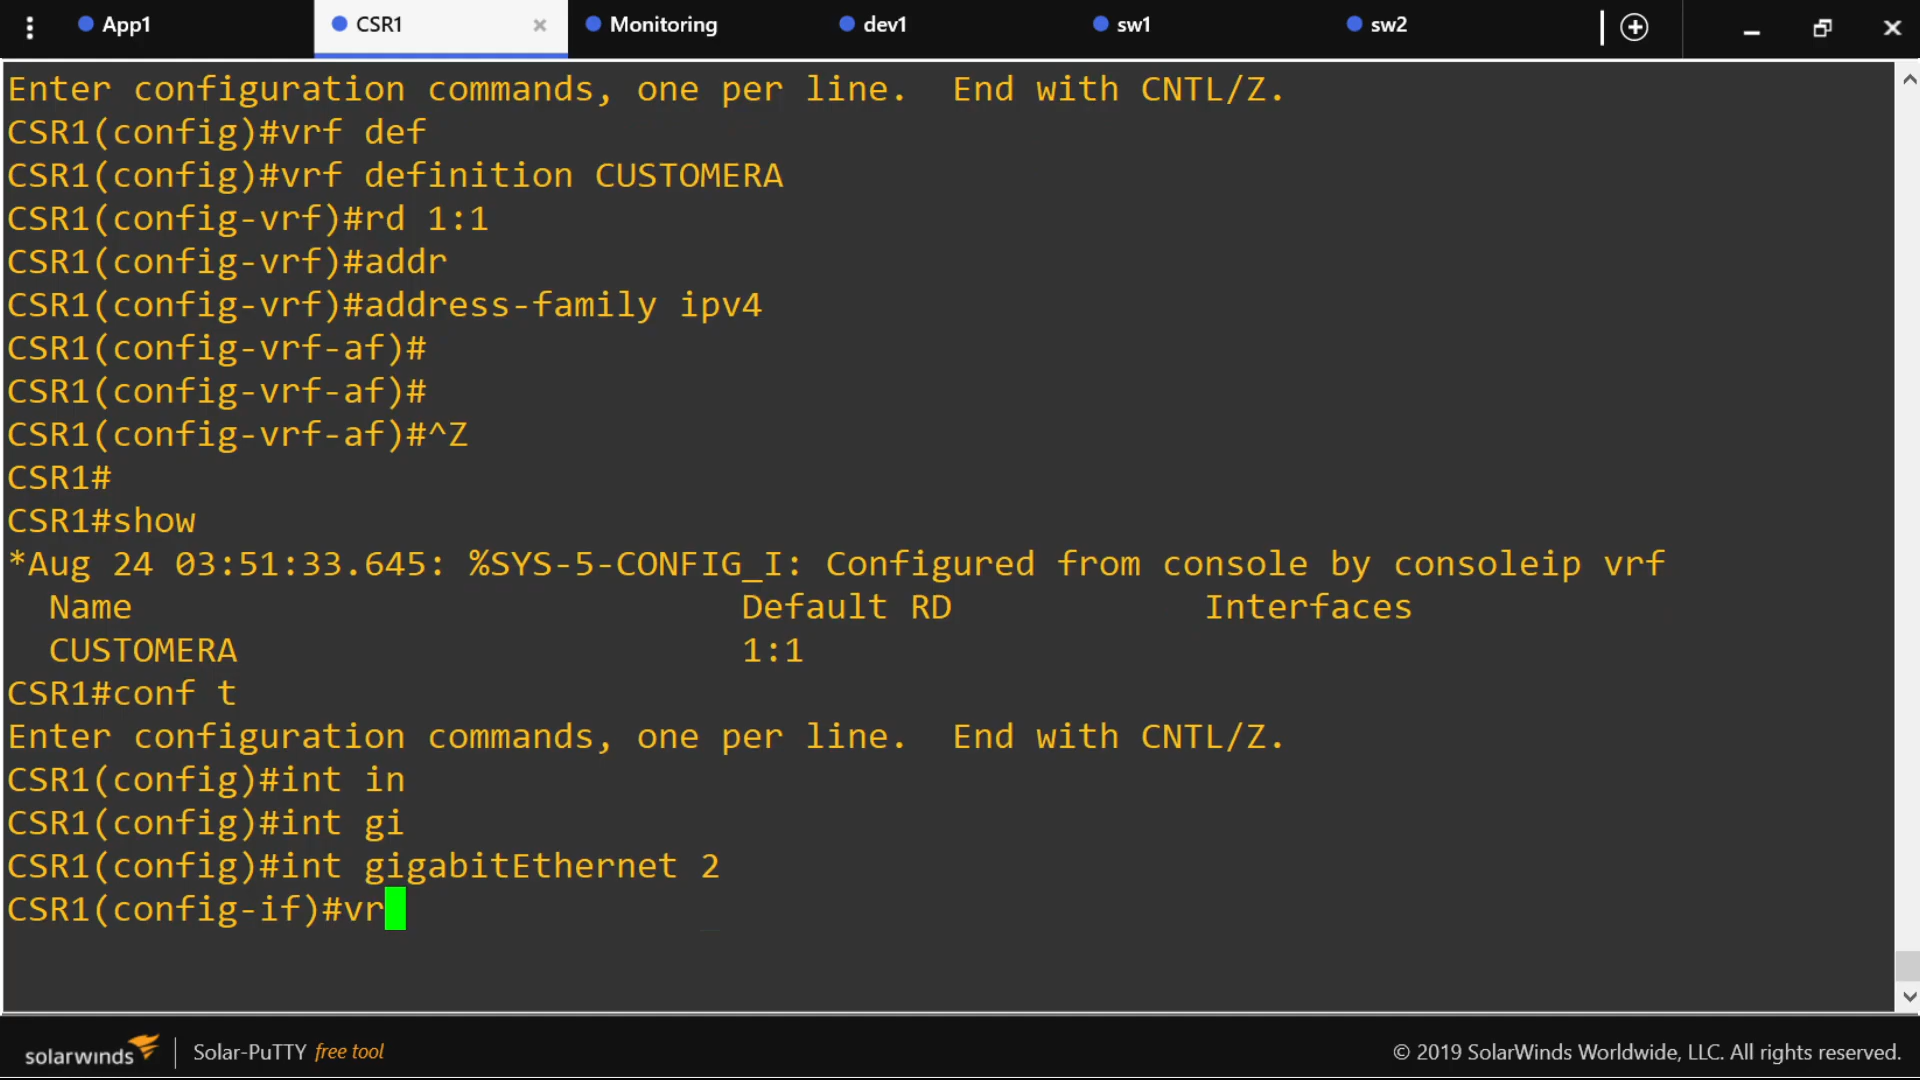 App1 CSR1 × Monitoring dev1 sw1 sw2
Enter configuration commands, one per line.  End with CNTL/Z.
CSR1(config)#vrf def
CSR1(config)#vrf definition CUSTOMERA
CSR1(config-vrf)#rd 1:1
CSR1(config-vrf)#addr
CSR1(config-vrf)#address-family ipv4
CSR1(config-vrf-af)#
CSR1(config-vrf-af)#
CSR1(config-vrf-af)#^Z
CSR1#
CSR1#show
*Aug 24 03:51:33.645: %SYS-5-CONFIG_I: Configured from console by consoleip vrf
  Name                             Default RD            Interfaces
  CUSTOMERA                        1:1
CSR1#conf t
Enter configuration commands, one per line.  End with CNTL/Z.
CSR1(config)#int in
CSR1(config)#int gi
CSR1(config)#int gigabitEthernet 2
CSR1(config-if)#vr
solarwinds | Solar-PuTTY free tool © 2019 SolarWinds Worldwide, LLC. All rights reserved.